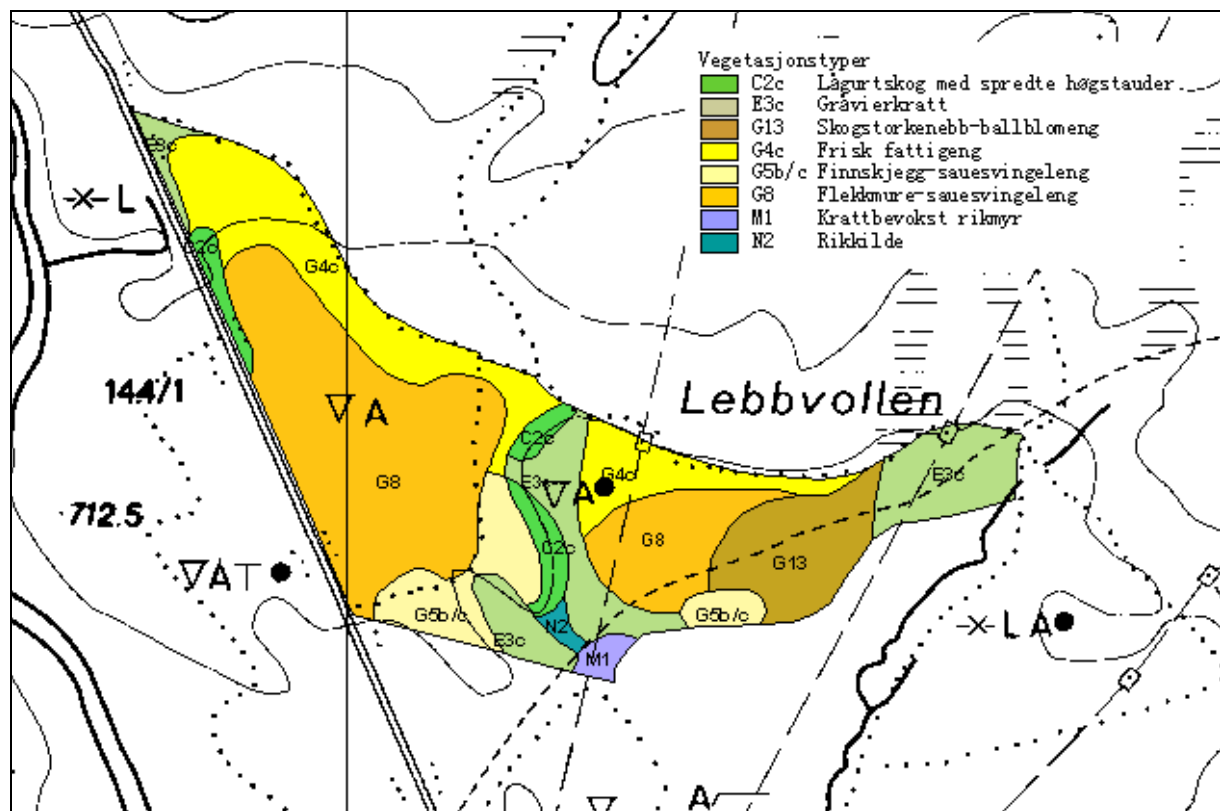 Vegetasjonstyper
C2c Lågurtskog med spredte høgstauder
E3c Gråvierkratt
G13 Skogstorkenebb-ballblomeng
G4c Frisk fattigeng
G5b/c Finnskjegg-sauesvingeleng
G8 Flekkmure-sauesvingeleng
M1 Krattbevokst rikmyr
N2 Rikkilde
E3c
L
C2c
G4c
144/1
A
Lebbvollen
C2c
G4c
E3c
E3c
A
G8
712.5
C2c
G8
G13
A T
G5b/c
G5b/c
N2
E3c
L A
M1
A